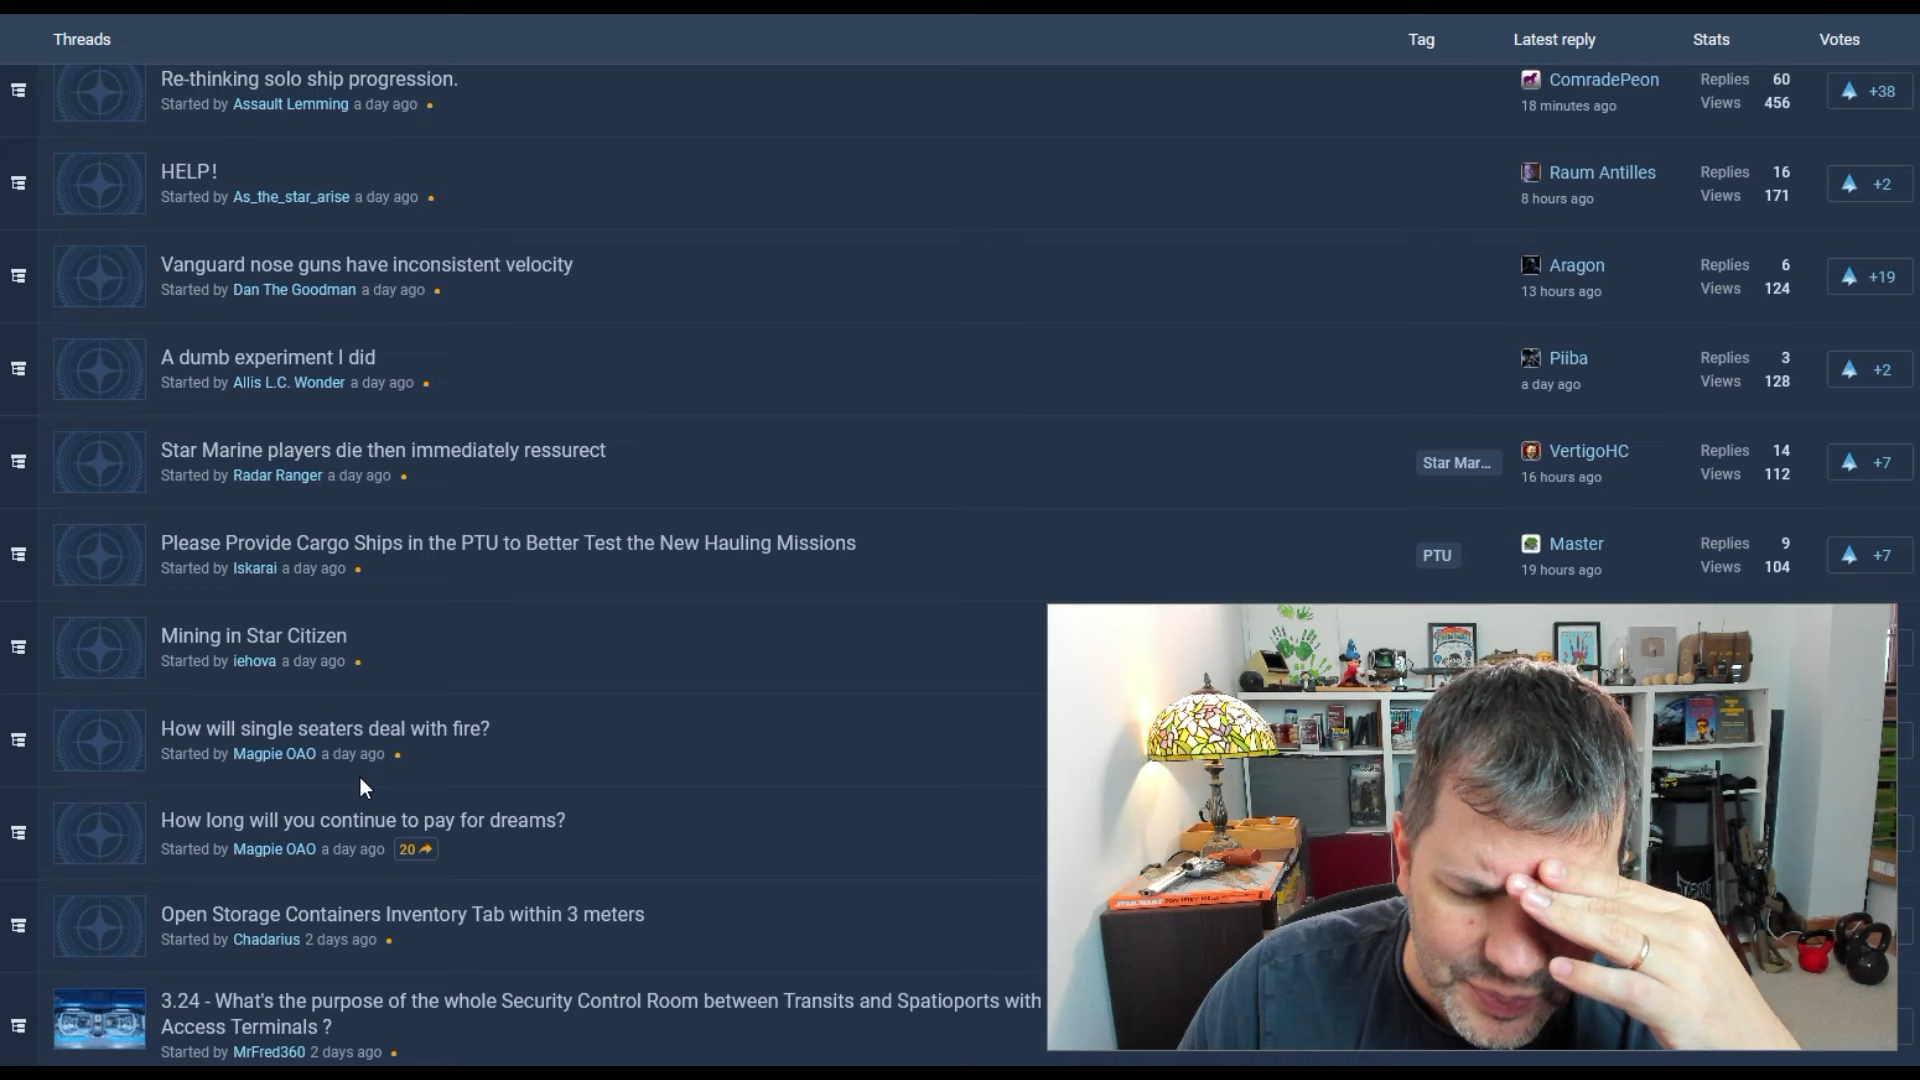 Threads Tag Latest reply Stats Votes
Re-thinking solo ship progression. ComradePeon Replies 60
Started by Assault Lemming a day ago 18 minutes ago Views 456 +38
HELP! Raum Antilles Replies 16
Started by As_the_star_arise a day ago 8 hours ago Views 171 +2
Vanguard nose guns have inconsistent velocity Aragon Replies 6
Started by Dan The Goodman a day ago 13 hours ago Views 124 +19
A dumb experiment I did Piiba Replies 3
Started by Allis L.C. Wonder a day ago a day ago Views 128 +2
Star Marine players die then immediately ressurect Star Mar... VertigoHC Replies 14
Started by Radar Ranger a day ago 16 hours ago Views 112 +7
Please Provide Cargo Ships in the PTU to Better Test the New Hauling Missions PTU Master Replies 9
Started by Iskarai a day ago 19 hours ago Views 104 +7
Mining in Star Citizen
Started by iehova a day ago
How will single seaters deal with fire?
Started by Magpie OAO a day ago
How long will you continue to pay for dreams?
Started by Magpie OAO a day ago 20
Open Storage Containers Inventory Tab within 3 meters
Started by Chadarius 2 days ago
3.24 - What's the purpose of the whole Security Control Room between Transits and Spatioports with
Access Terminals ?
Started by MrFred360 2 days ago
STAR WARS